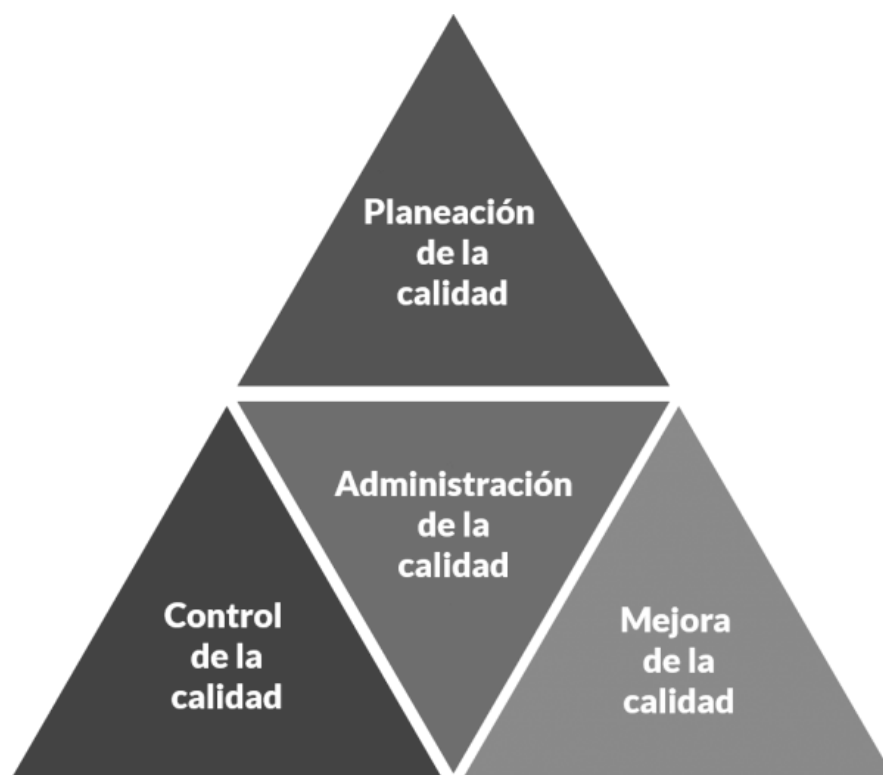 Planeación
de la
calidad
Administración
de la
calidad
Control
de la
calidad
Mejora
de la
calidad